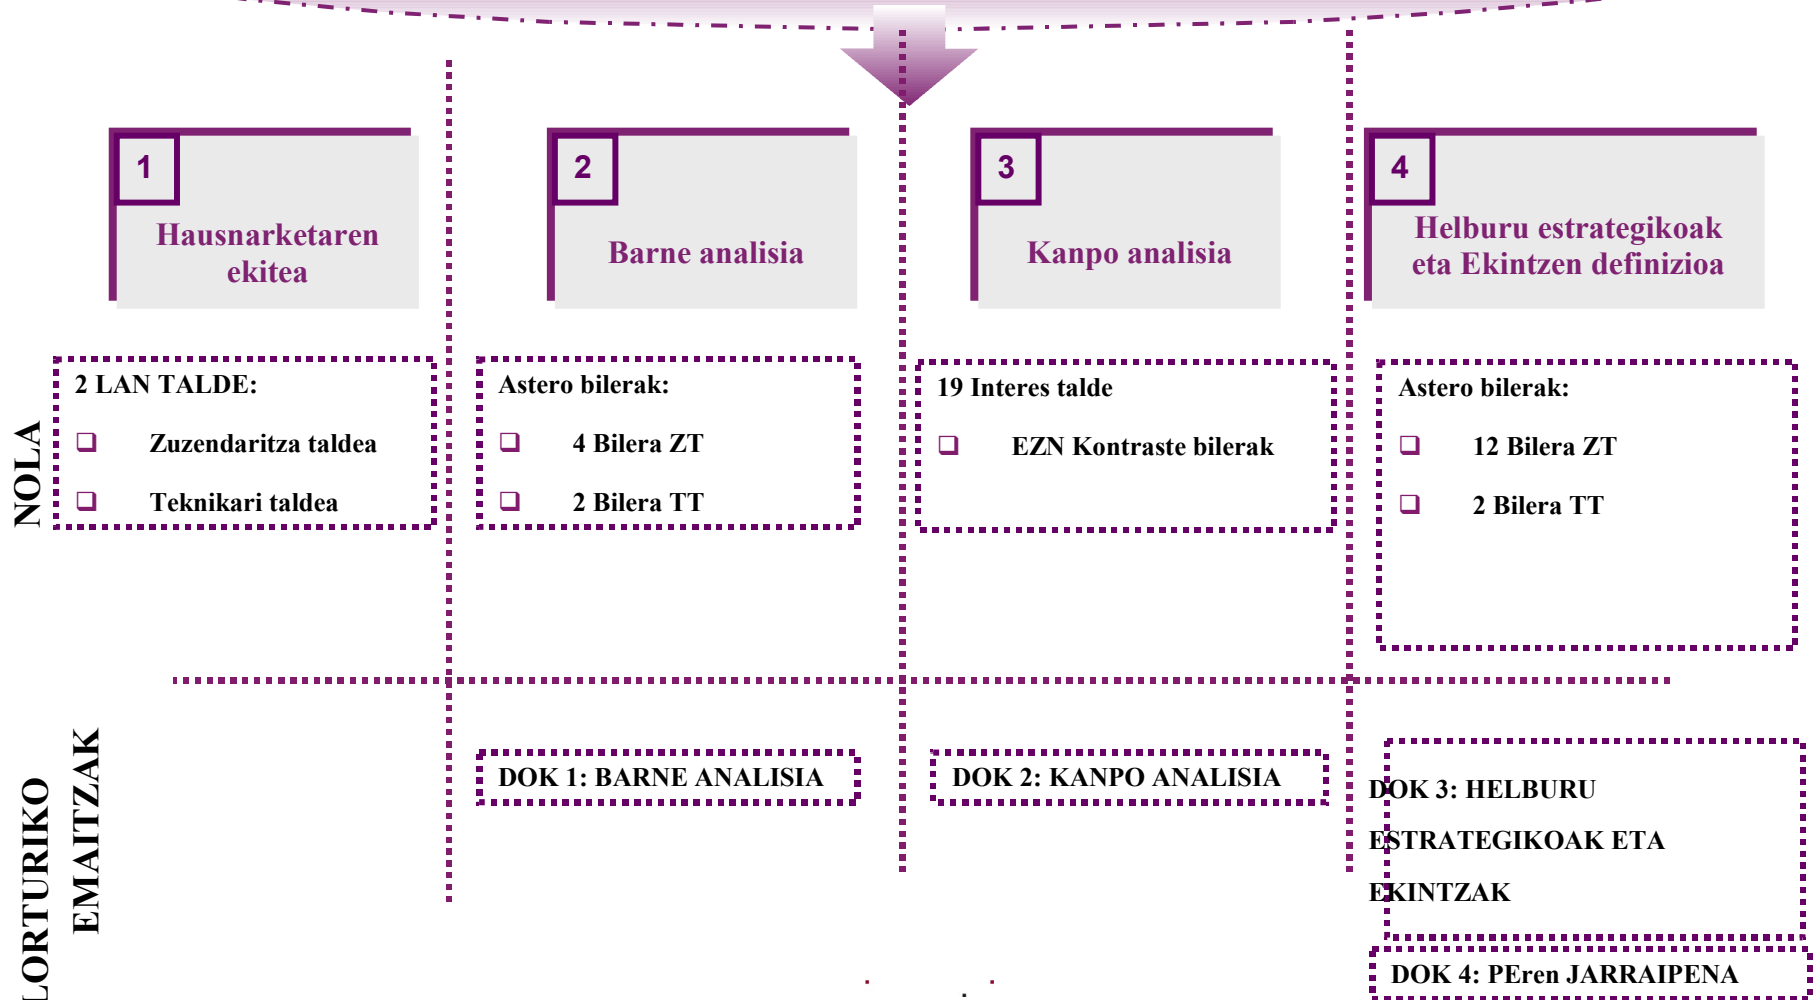 1
Hausnarketaren
ekitea
2
Barne analisia
3
Kanpo analisia
4
Helburu estrategikoak
eta Ekintzen definizioa
NOLA
2 LAN TALDE:
Zuzendaritza taldea
Teknikari taldea
Astero bilerak:
4 Bilera ZT
2 Bilera TT
19 Interes talde
EZN Kontraste bilerak
Astero bilerak:
12 Bilera ZT
2 Bilera TT
LORTURIKO
EMAITZAK
DOK 1: BARNE ANALISIA
DOK 2: KANPO ANALISIA
DOK 3: HELBURU
ESTRATEGIKOAK ETA
EKINTZAK
DOK 4: PEren JARRAIPENA